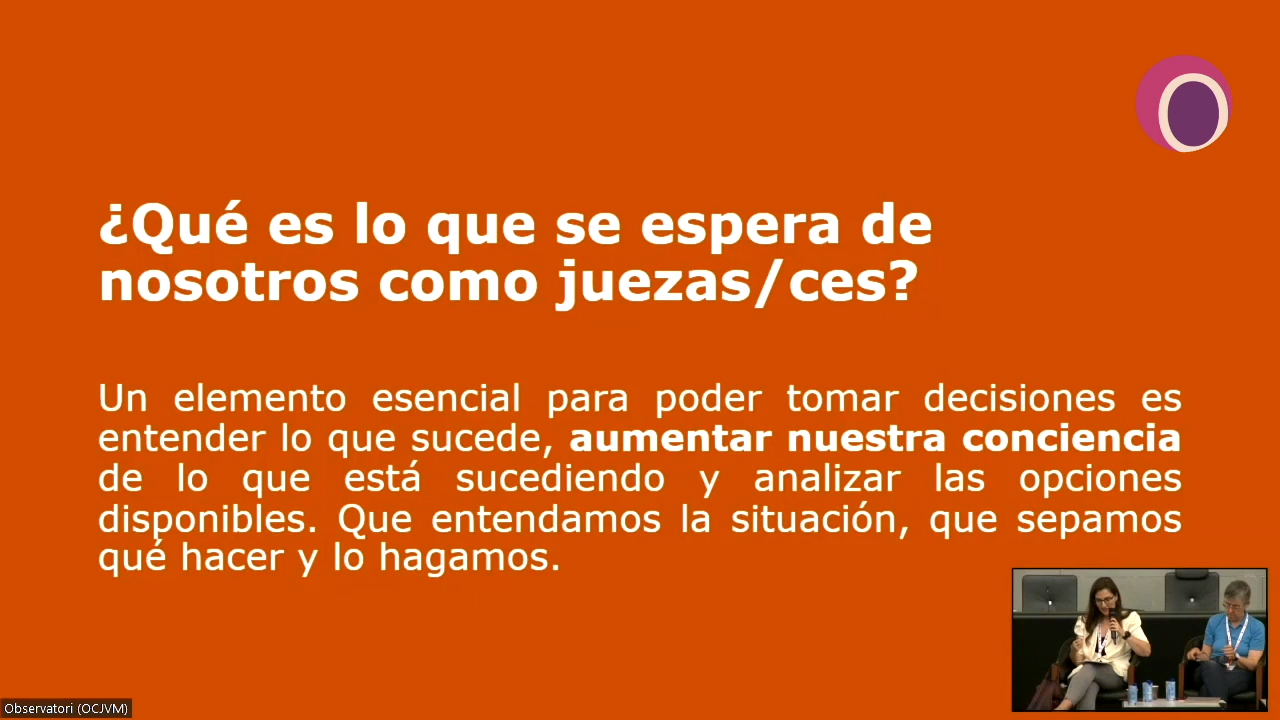 ¿Qué es lo que se espera de
nosotros como juezas/ces?
Un elemento esencial para poder tomar decisiones es
entender lo que sucede, aumentar nuestra conciencia
de lo que está sucediendo y analizar las opciones
disponibles. Que entendamos la situación, que sepamos
qué hacer y lo hagamos.
Observatori (OCJVM)